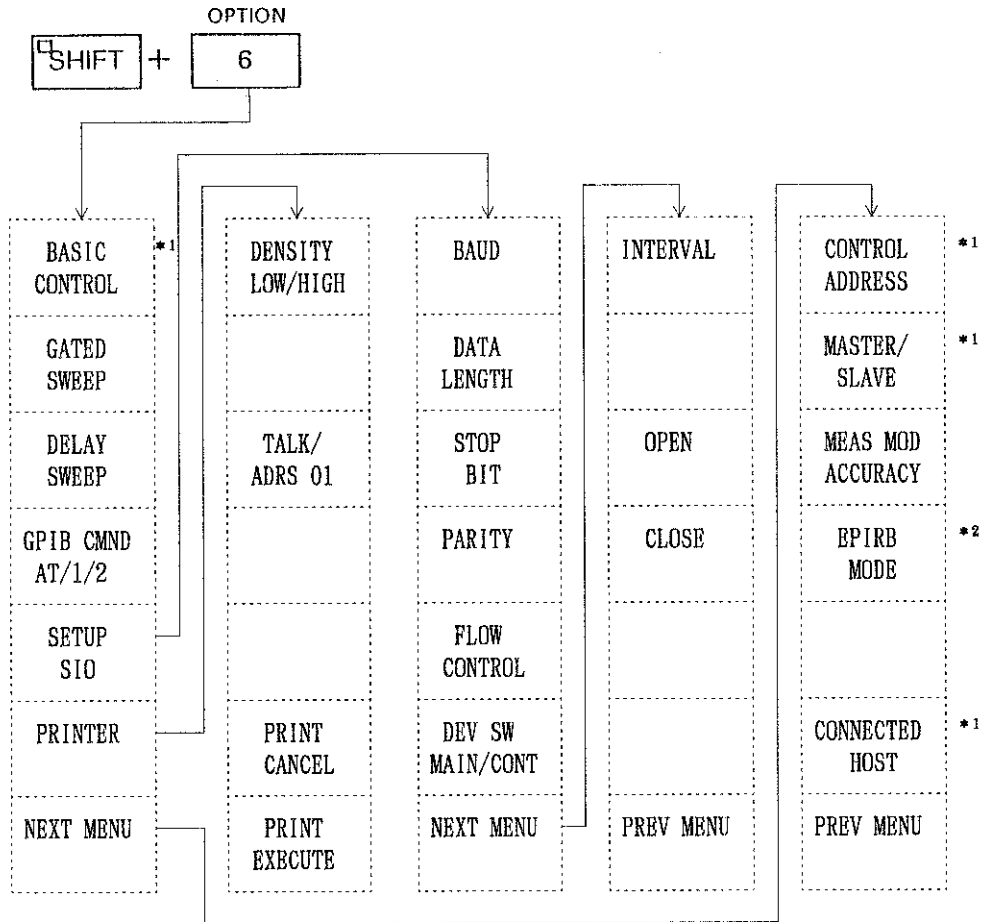 OPTION
SHIFT + 6
BASIC
CONTROL
*1
GATED
SWEEP
DELAY
SWEEP
GPIB CMND
AT/1/2
SETUP
SIO
PRINTER
NEXT MENU
DENSITY
LOW/HIGH
TALK/
ADRS 01
PRINT
CANCEL
PRINT
EXECUTE
BAUD
DATA
LENGTH
STOP
BIT
PARITY
FLOW
CONTROL
DEV SW
MAIN/CONT
NEXT MENU
INTERVAL
OPEN
CLOSE
PREV MENU
CONTROL
ADDRESS
*1
MASTER/
SLAVE
*1
MEAS MOD
ACCURACY
EPIRB
MODE
*2
CONNECTED
HOST
*1
PREV MENU